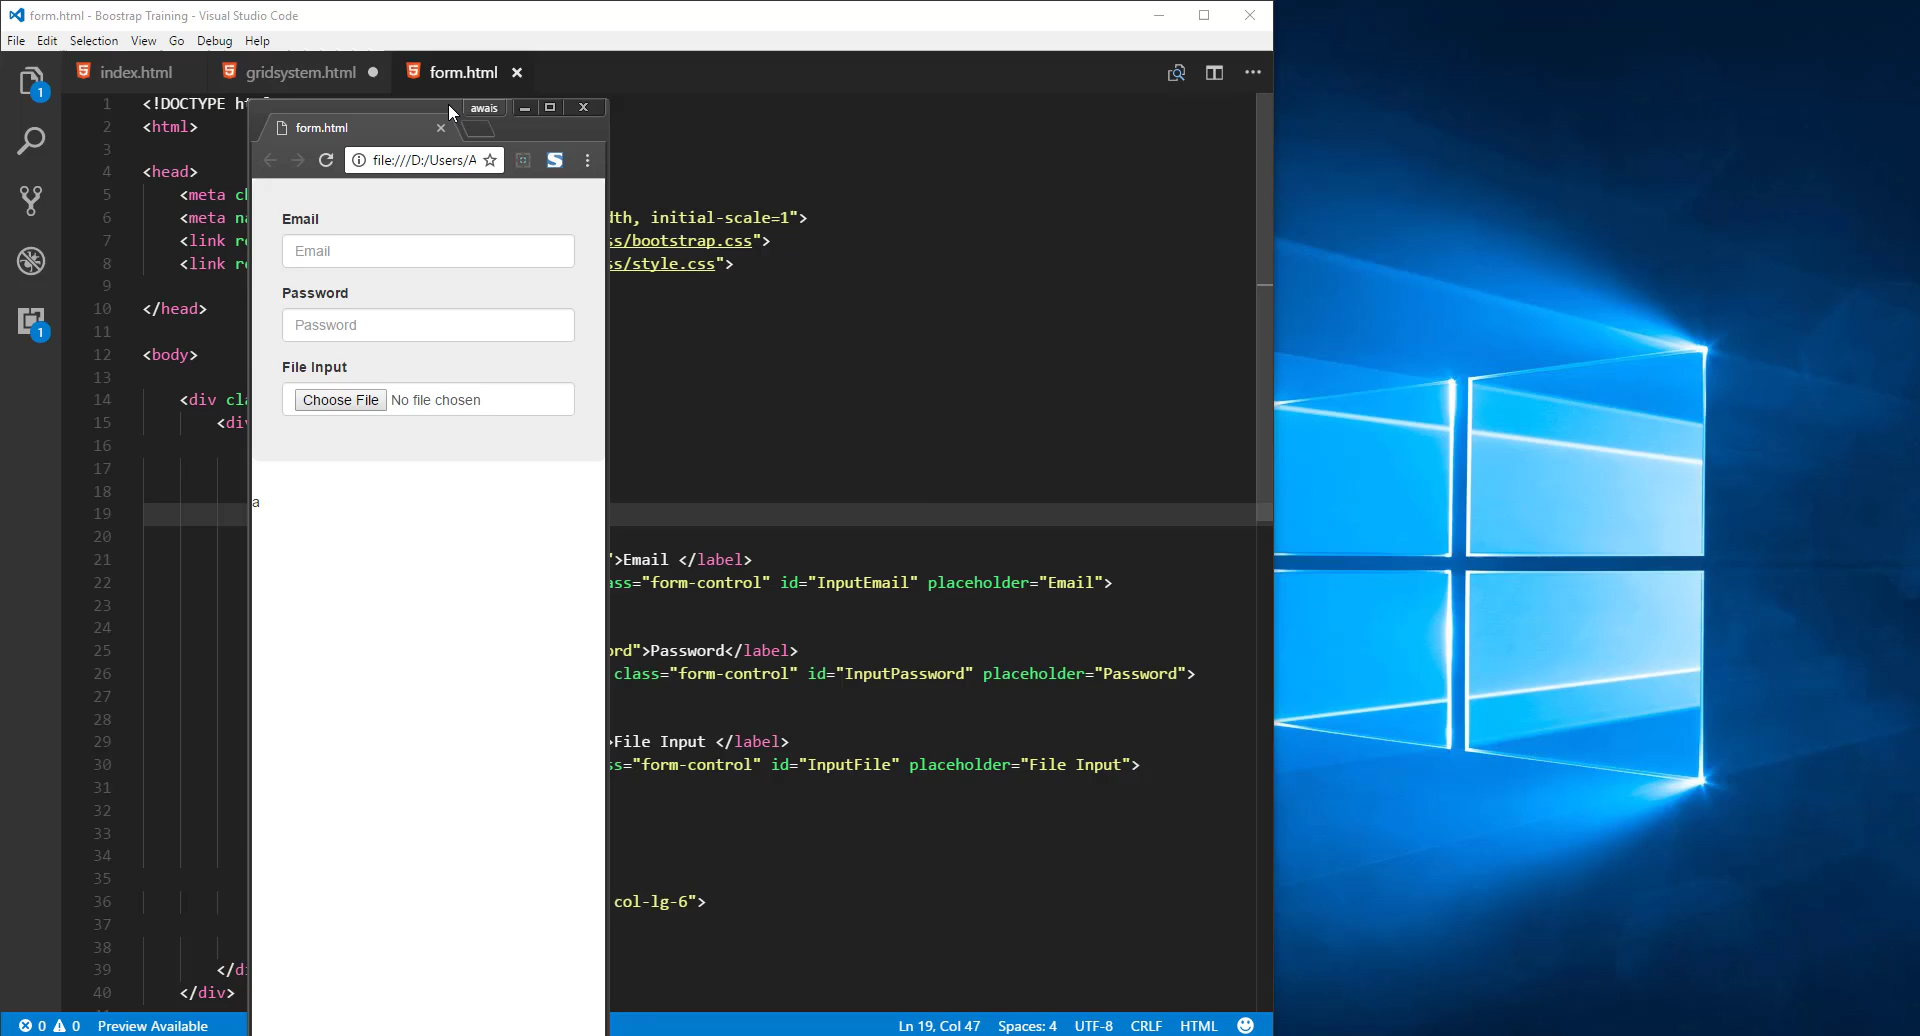 form.html - Boostrap Training - Visual Studio Code
File Edit Selection View Go Debug Help
index.html gridsystem.html form.html
1 <!DOCTYPE
awais
form.html
file:///D:/Users/A
2 <html>
3
4 <head>
5 <meta
6 <meta dth, initial-scale=1">
7 <link ss/bootstrap.css">
8 <link ss/style.css">
9
10 </head>
11
12 <body>
13
14 <div
15
16
17
18
19
20
21 ">Email </label>
22 ass="form-control" id="InputEmail" placeholder="Email">
23
24
25 ord">Password</label>
26 class="form-control" id="InputPassword" placeholder="Password">
27
28
29 >File Input </label>
30 ss="form-control" id="InputFile" placeholder="File Input">
31
32
33
34
35
36 col-lg-6">
37
38
39
40 </div>
Email
Email
Password
Password
File Input
Choose File No file chosen
a
1
1
0 0 Preview Available
Ln 19, Col 47 Spaces: 4 UTF-8 CRLF HTML